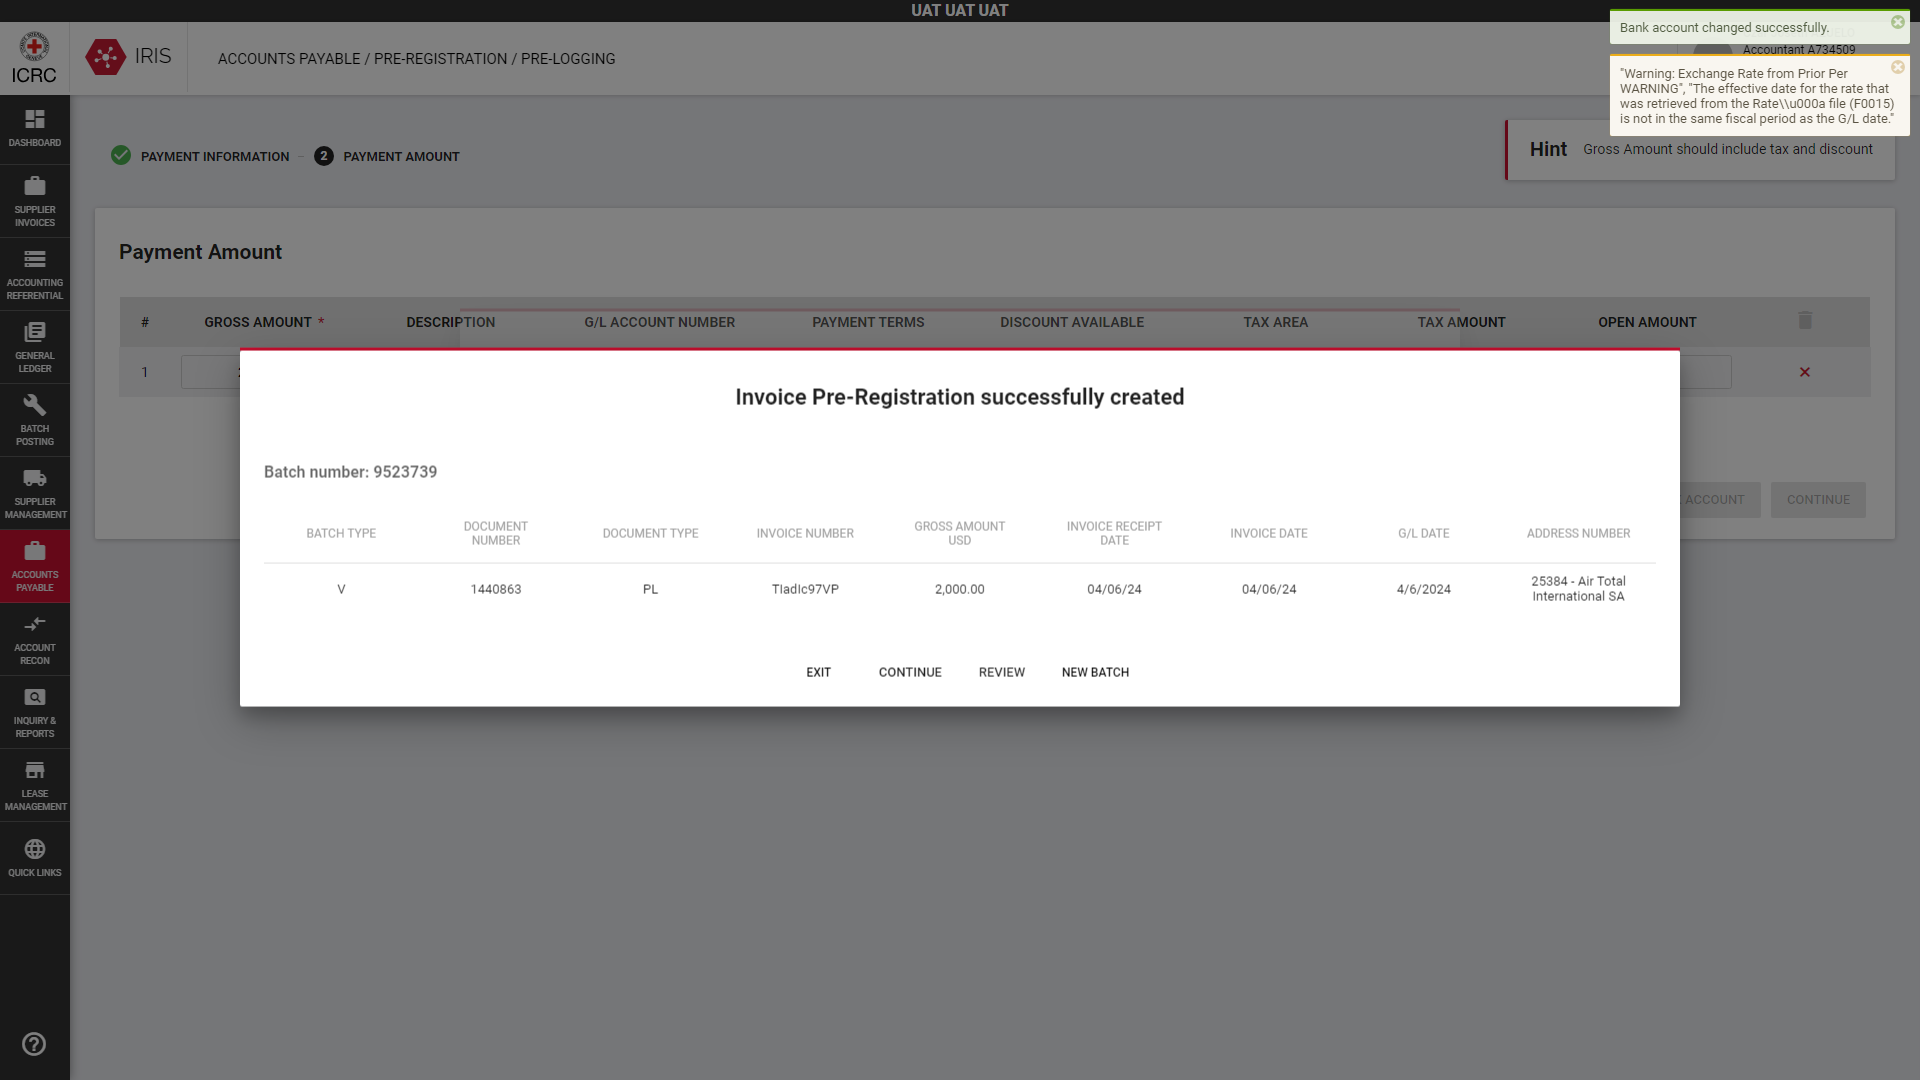 UAT UAT UAT
ICRC
IRIS
ACCOUNTS PAYABLE / PRE-REGISTRATION / PRE-LOGGING
Bank account changed successfully.
Accountant A734509
"Warning: Exchange Rate from Prior Per
WARNING", "The effective date for the rate that
was retrieved from the Rate\\u000a file (F0015)
is not in the same fiscal period as the G/L date."
Hint Gross Amount should include tax and discount
DASHBOARD
SUPPLIER
INVOICES
ACCOUNTING
REFERENTIAL
GENERAL
LEDGER
BATCH
POSTING
SUPPLIER
MANAGEMENT
ACCOUNTS
PAYABLE
ACCOUNT
RECON
INQUIRY &
REPORTS
LEASE
MANAGEMENT
QUICK LINKS
PAYMENT INFORMATION 2 PAYMENT AMOUNT
Payment Amount
# GROSS AMOUNT * DESCRIPTION G/L ACCOUNT NUMBER PAYMENT TERMS DISCOUNT AVAILABLE TAX AREA TAX AMOUNT OPEN AMOUNT
1
ACCOUNT CONTINUE
Invoice Pre-Registration successfully created
Batch number: 9523739
BATCH TYPE DOCUMENT NUMBER DOCUMENT TYPE INVOICE NUMBER GROSS AMOUNT USD INVOICE RECEIPT DATE INVOICE DATE G/L DATE ADDRESS NUMBER
V 1440863 PL TIadIc97VP 2,000.00 04/06/24 04/06/24 4/6/2024 25384 - Air Total International SA
EXIT CONTINUE REVIEW NEW BATCH